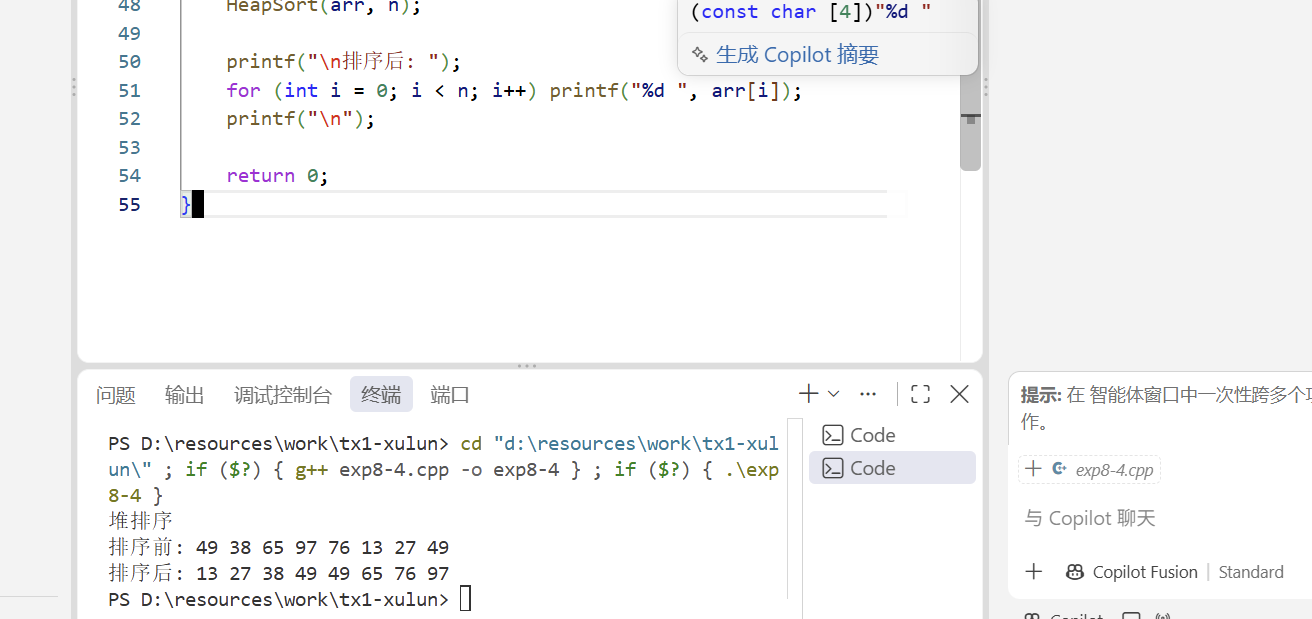 48 HeapSort(arr, n);
49
50 printf("\n排序后: ");
51 for (int i = 0; i < n; i++) printf("%d ", arr[i]);
52 printf("\n");
53
54 return 0;
55 }
(const char [4])"%d "
生成 Copilot 摘要
问题 输出 调试控制台 终端 端口
PS D:\resources\work\tx1-xulun> cd "d:\resources\work\tx1-xul
un\" ; if ($?) { g++ exp8-4.cpp -o exp8-4 } ; if ($?) { .\exp
8-4 }
堆排序
排序前: 49 38 65 97 76 13 27 49
排序后: 13 27 38 49 49 65 76 97
PS D:\resources\work\tx1-xulun>
Code
Code
提示: 在 智能体窗口中一次性跨多个
作。
exp8-4.cpp
与 Copilot 聊天
Copilot Fusion | Standard
Copilot